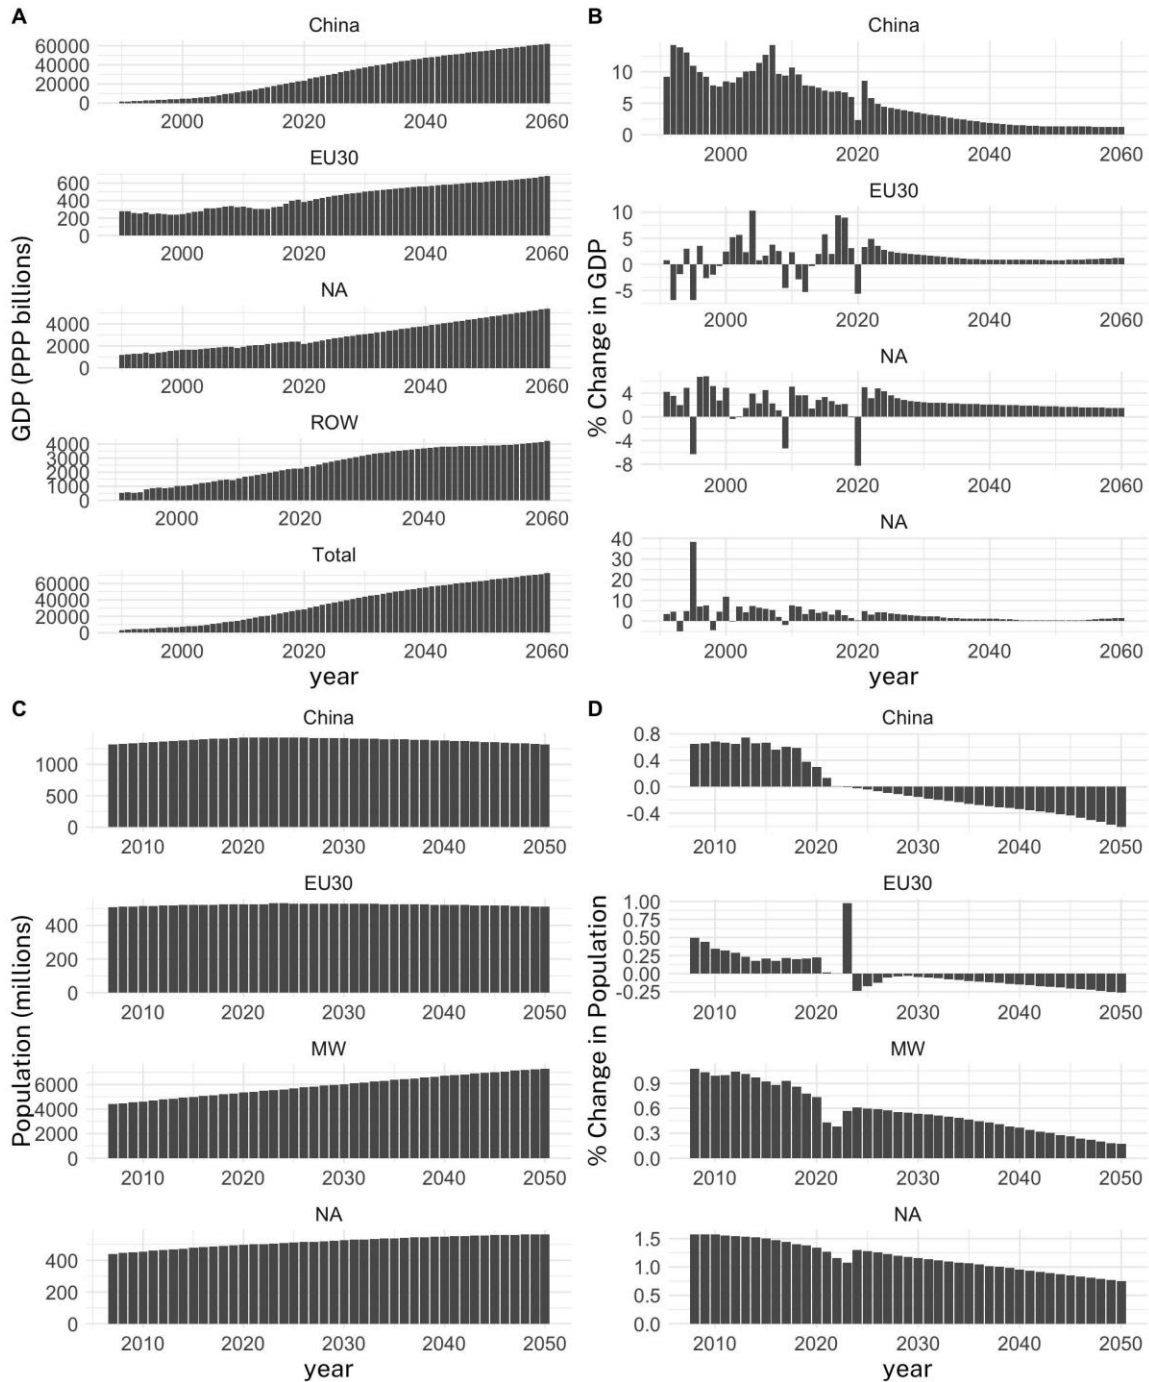 A
China
60000
40000
20000
0
2000 2020 2040 2060
EU30
600
400
200
0
2000 2020 2040 2060
NA
4000
2000
0
2000 2020 2040 2060
ROW
4000
3000
2000
1000
0
2000 2020 2040 2060
Total
60000
40000
20000
0
2000 2020 2040 2060
year
GDP (PPP billions)
B
China
10
5
0
2000 2020 2040 2060
EU30
10
5
0
-5
2000 2020 2040 2060
NA
4
0
-4
-8
2000 2020 2040 2060
NA
40
30
20
10
0
2000 2020 2040 2060
year
% Change in GDP
C
China
1000
500
0
2010 2020 2030 2040 2050
EU30
400
200
0
2010 2020 2030 2040 2050
MW
6000
4000
2000
0
2010 2020 2030 2040 2050
NA
400
200
0
2010 2020 2030 2040 2050
year
Population (millions)
D
China
0.8
0.4
0.0
-0.4
2010 2020 2030 2040 2050
EU30
1.00
0.75
0.50
0.25
0.00
-0.25
2010 2020 2030 2040 2050
MW
0.9
0.6
0.3
0.0
2010 2020 2030 2040 2050
NA
1.5
1.0
0.5
0.0
2010 2020 2030 2040 2050
year
% Change in Population